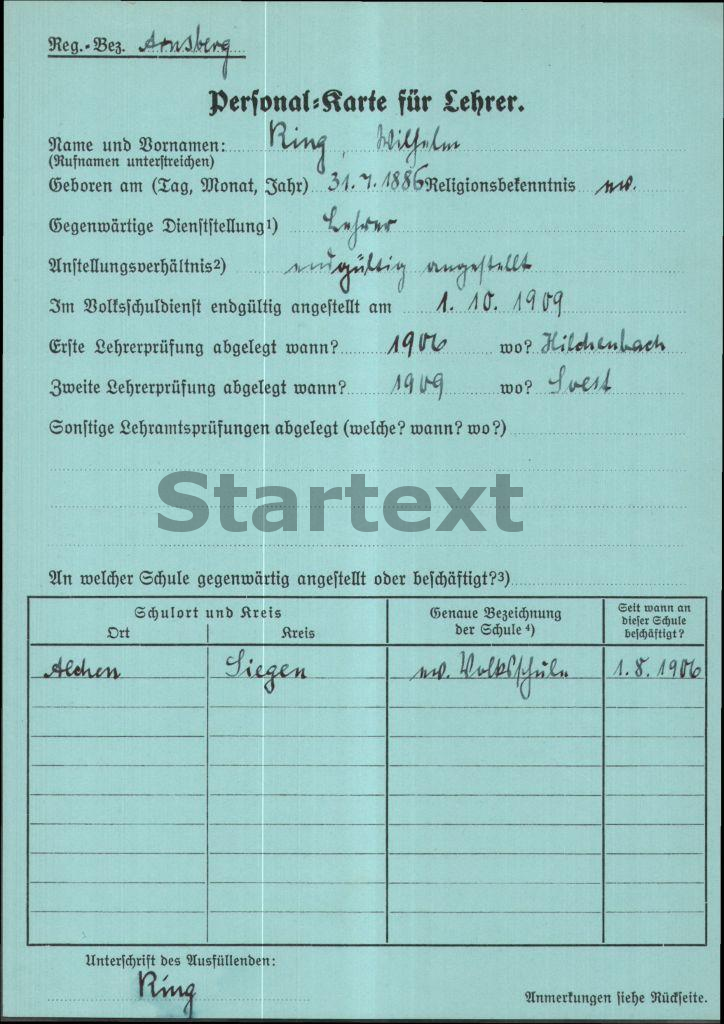 Reg.-Bez. Arnsberg
Personal-Karte für Lehrer.
Name und Vornamen: Ring, Wilhelm
(Rufnamen unterstreichen)
Geboren am (Tag, Monat, Jahr) 31. 7. 1886 Religionsbekenntnis ev.
Gegenwärtige Dienststellung1) Lehrer
Anstellungsverhältnis2) endgültig angestellt
Im Volksschuldienst endgültig angestellt am 1. 10. 1909
Erste Lehrerprüfung abgelegt wann? 1906 wo? Hilchenbach
Zweite Lehrerprüfung abgelegt wann? 1909 wo? Soest
Sonstige Lehramtsprüfungen abgelegt (welche? wann? wo?)
Startext
An welcher Schule gegenwärtig angestellt oder beschäftigt?3)
Schulort und Kreis
Ort Kreis
Genaue Bezeichnung
der Schule 4)
Seit wann an
dieser Schule
beschäftigt?
Alchen Siegen ev. Volksschule 1. 8. 1906
Unterschrift des Ausfüllenden:
Ring
Anmerkungen siehe Rückseite.